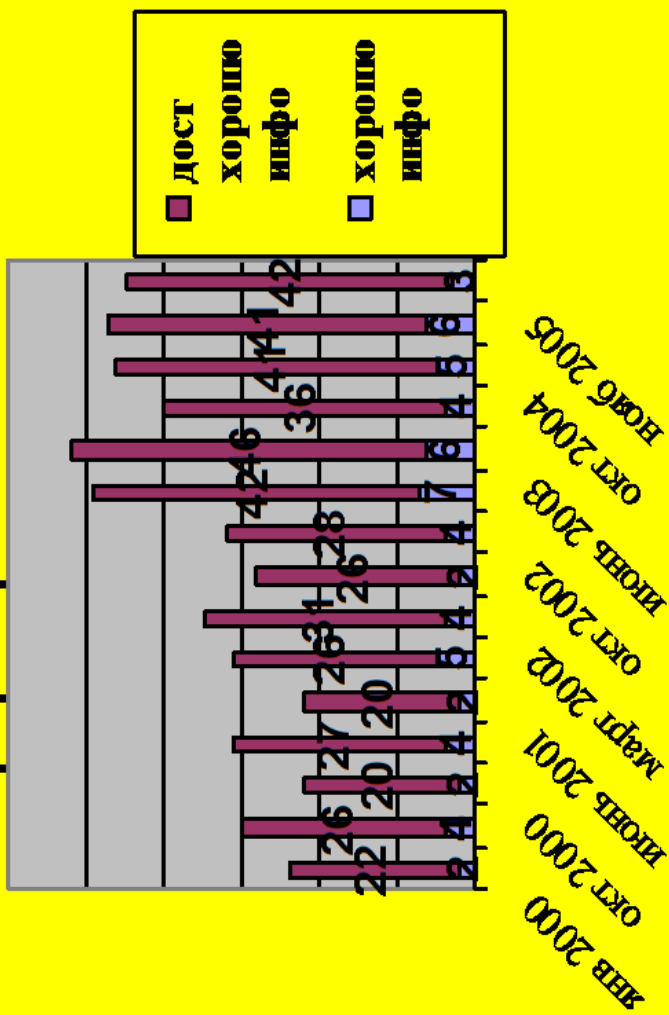 22 26 20 27 20 26 31 26 28 42 46 36 41 41 42
2 4 2 4 2 5 4 2 4 7 6 4 5 6 3
янв 2000
окт 2000
июнь 2001
март 2002
окт 2002
июнь 2003
окт 2004
нояб 2005
дост
хорошо
инфо
хорошо
инфо